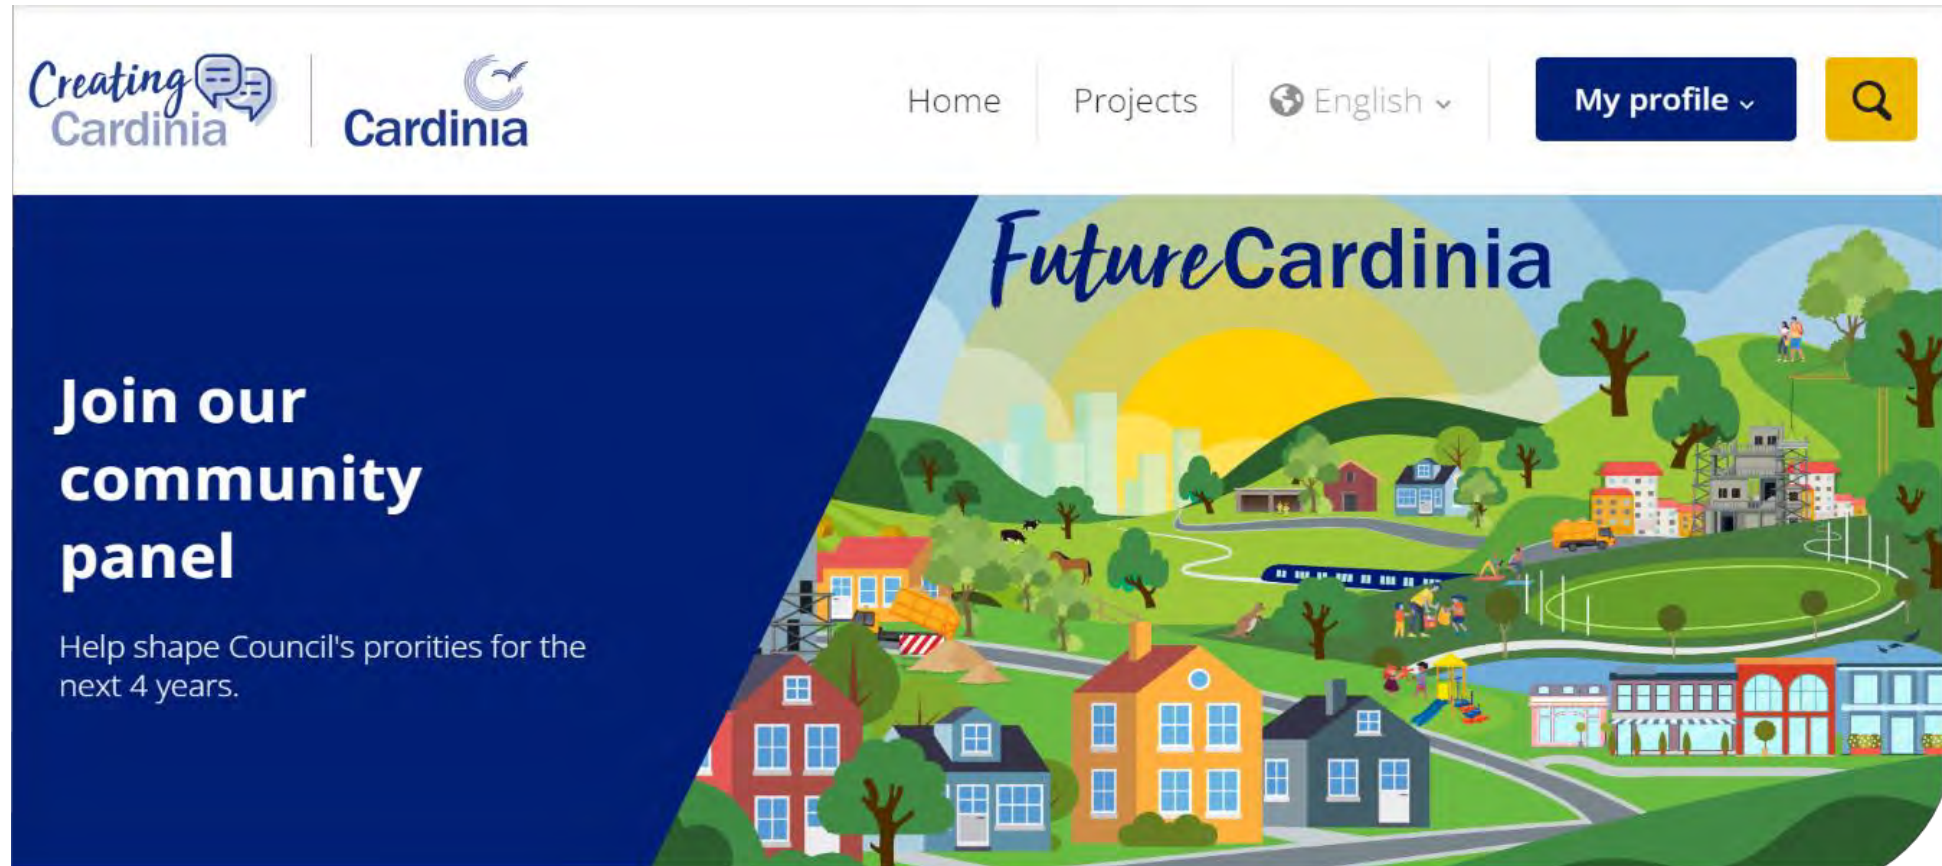 Creating
Cardinia
Cardinia
Home
Projects
English
My profile
FutureCardinia
Join our
community
panel
Help shape Council's prorities for the
next 4 years.